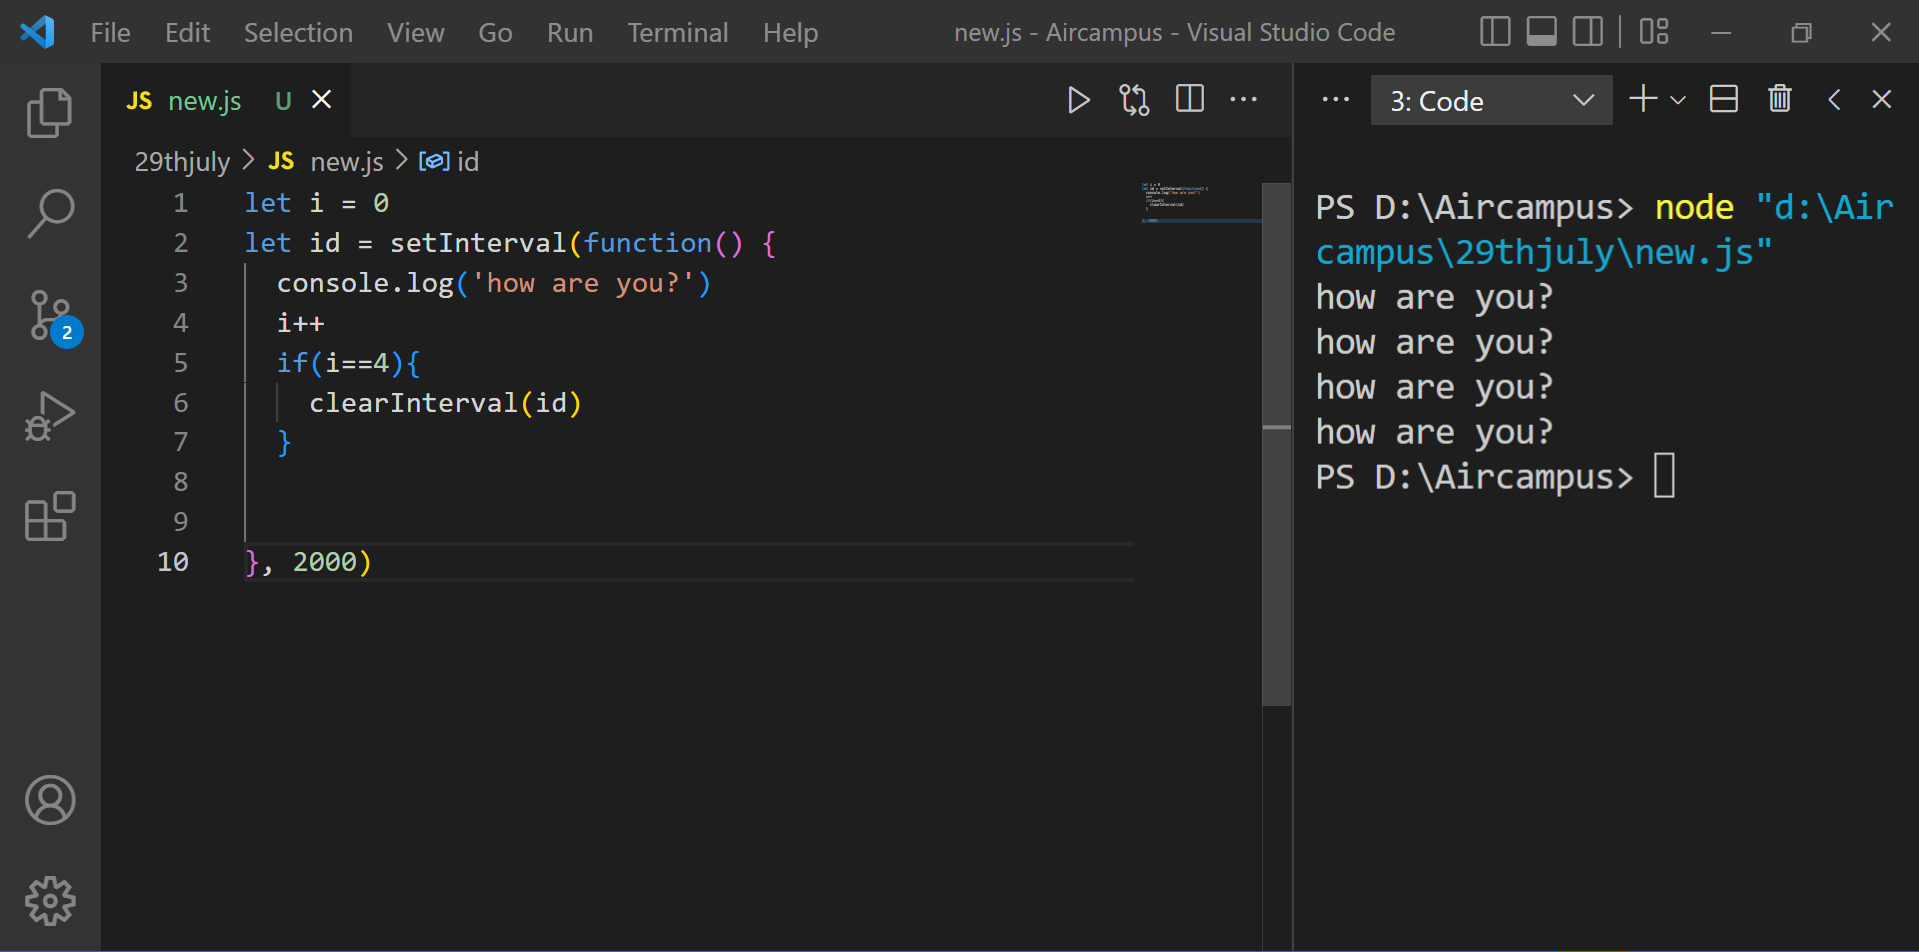 File Edit Selection View Go Run Terminal Help new.js - Aircampus - Visual Studio Code
JS new.js U
29thjuly > JS new.js > id
1 let i = 0
2 let id = setInterval(function() {
3   console.log('how are you?')
4   i++
5   if(i==4){
6     clearInterval(id)
7   }
8
9
10 }, 2000)
2
3: Code
PS D:\Aircampus> node "d:\Air
campus\29thjuly\new.js"
how are you?
how are you?
how are you?
how are you?
PS D:\Aircampus>